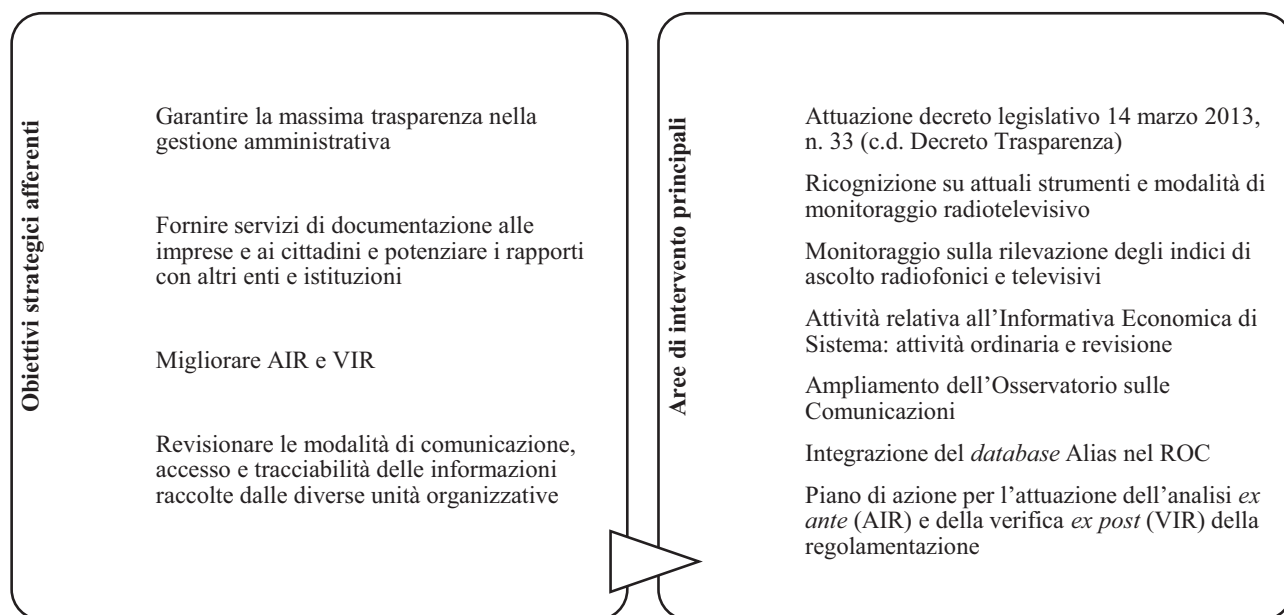 Obiettivi strategici afferenti
Garantire la massima trasparenza nella
gestione amministrativa
Fornire servizi di documentazione alle
imprese e ai cittadini e potenziare i rapporti
con altri enti e istituzioni
Migliorare AIR e VIR
Revisionare le modalità di comunicazione,
accesso e tracciabilità delle informazioni
raccolte dalle diverse unità organizzative
Aree di intervento principali
Attuazione decreto legislativo 14 marzo 2013,
n. 33 (c.d. Decreto Trasparenza)
Ricognizione su attuali strumenti e modalità di
monitoraggio radiotelevisivo
Monitoraggio sulla rilevazione degli indici di
ascolto radiofonici e televisivi
Attività relativa all’Informativa Economica di
Sistema: attività ordinaria e revisione
Ampliamento dell’Osservatorio sulle
Comunicazioni
Integrazione del database Alias nel ROC
Piano di azione per l’attuazione dell’analisi ex
ante (AIR) e della verifica ex post (VIR) della
regolamentazione